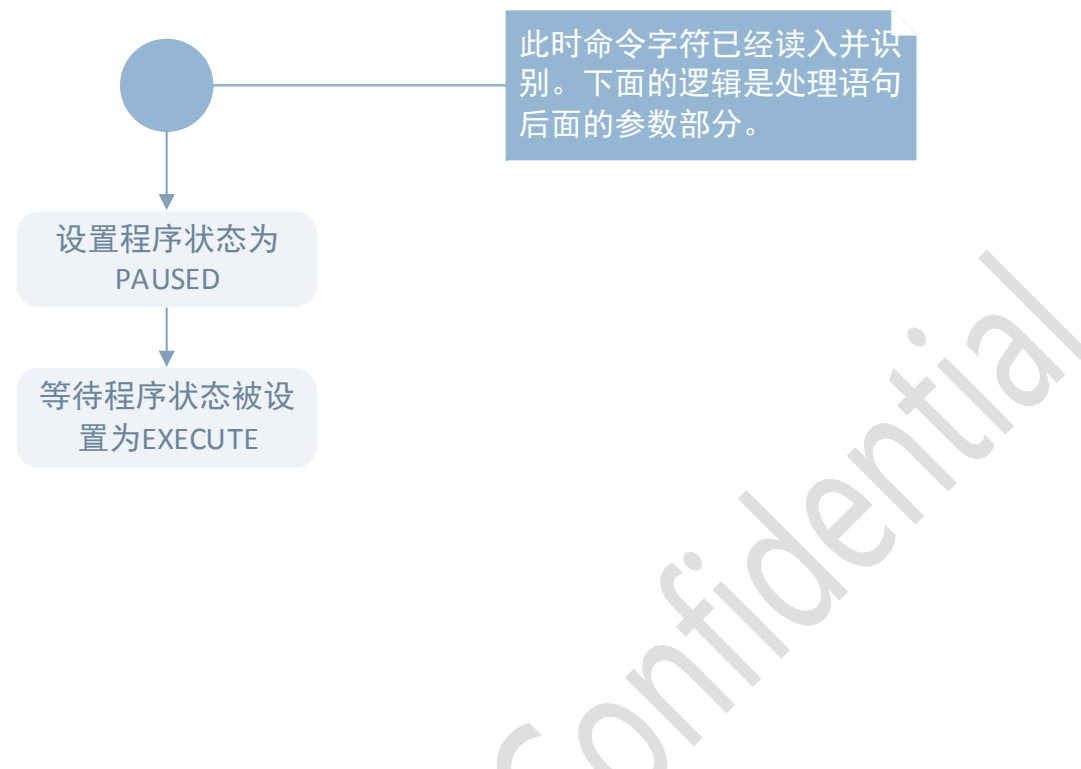 此时命令字符已经读入并识
别。下面的逻辑是处理语句
后面的参数部分。
设置程序状态为
PAUSED
等待程序状态被设
置为EXECUTE
Confidential